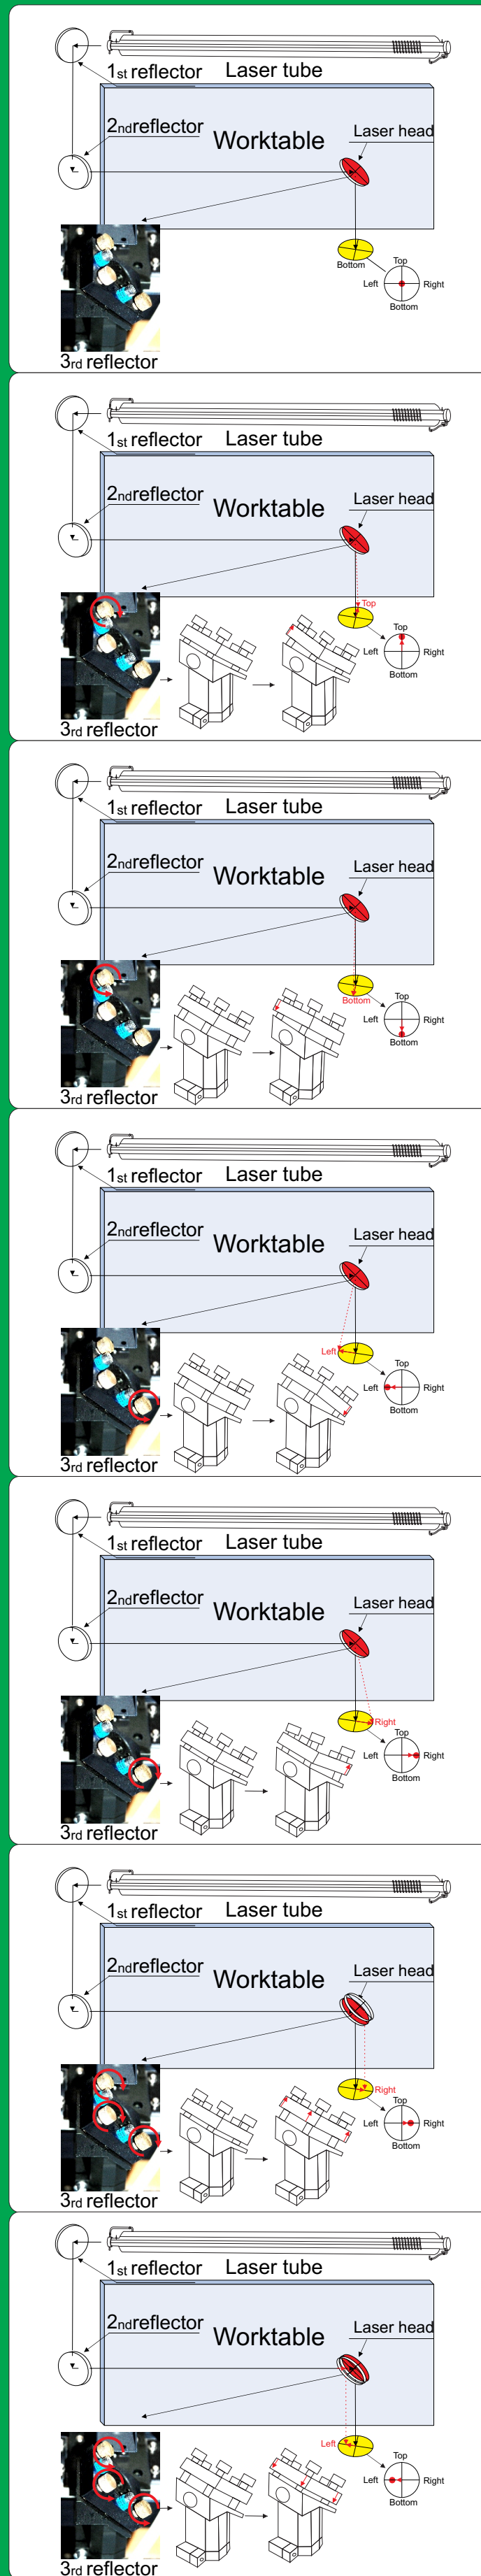 1st reflector Laser tube
2nd reflector
Worktable
Laser head
Bottom
Top
Left Right
Bottom
3rd reflector
1st reflector Laser tube
2nd reflector
Worktable
Laser head
Top
Top
Left Right
Bottom
3rd reflector
1st reflector Laser tube
2nd reflector
Worktable
Laser head
Bottom
Top
Left Right
Bottom
3rd reflector
1st reflector Laser tube
2nd reflector
Worktable
Laser head
Left
Top
Left Right
Bottom
3rd reflector
1st reflector Laser tube
2nd reflector
Worktable
Laser head
Right
Top
Left Right
Bottom
3rd reflector
1st reflector Laser tube
2nd reflector
Worktable
Laser head
Right
Top
Left Right
Bottom
3rd reflector
1st reflector Laser tube
2nd reflector
Worktable
Laser head
Left
Top
Left Right
Bottom
3rd reflector